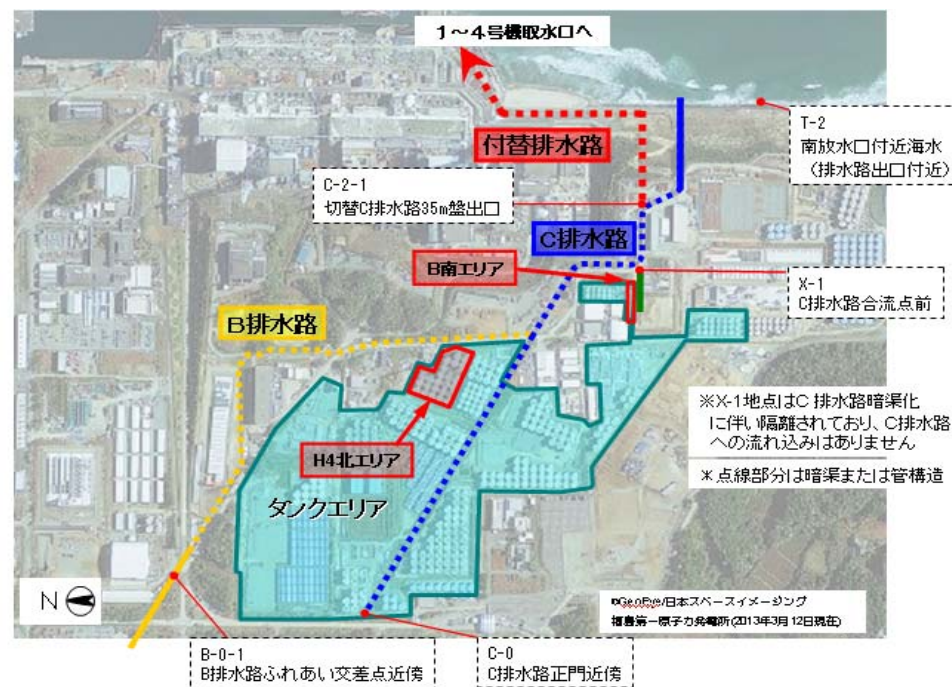 1～4号機取水口へ
T-2
南放水口付近海水
（排水路出口付近）
付替排水路
C-2-1
切替C排水路35m盤出口
C排水路
B南エリア
X-1
C排水路合流点前
B排水路
※X-1地点はC排水路暗渠化
に伴い隔離されており、C排水路
への流れ込みはありません
＊点線部分は暗渠または管構造
H4北エリア
タンクエリア
N
©GeoEye/日本スペースイメージング
福島第一原子力発電所(2013年3月12日現在)
B-0-1
B排水路ふれあい交差点近傍
C-0
C排水路正門近傍